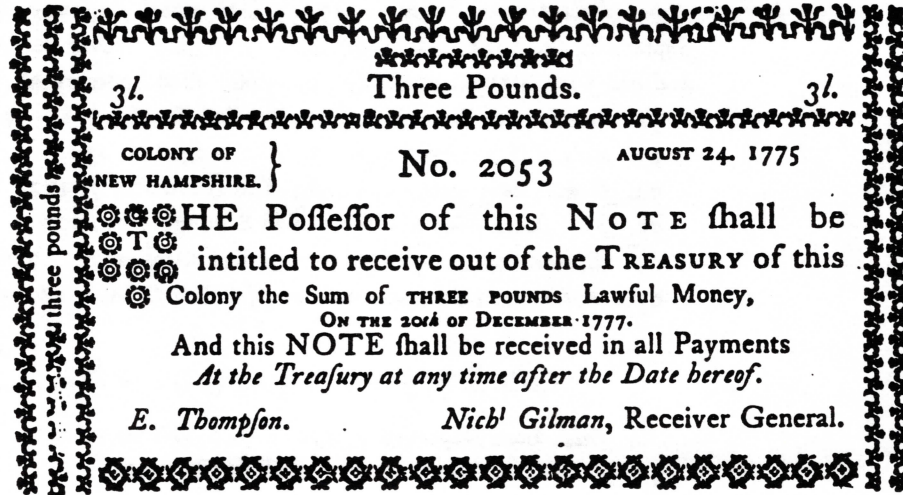 Three Pounds.
3l. 3l.
COLONY OF
NEW HAMPSHIRE. } No. 2053 AUGUST 24. 1775
THE Poſſeſſor of this NOTE ſhall be
intitled to receive out of the TREASURY of this
Colony the Sum of THREE POUNDS Lawful Money,
ON THE 20th OF DECEMBER 1777.
And this NOTE ſhall be received in all Payments
At the Treaſury at any time after the Date hereof.
E. Thompſon. Nichˡ Gilman, Receiver General.
three pounds